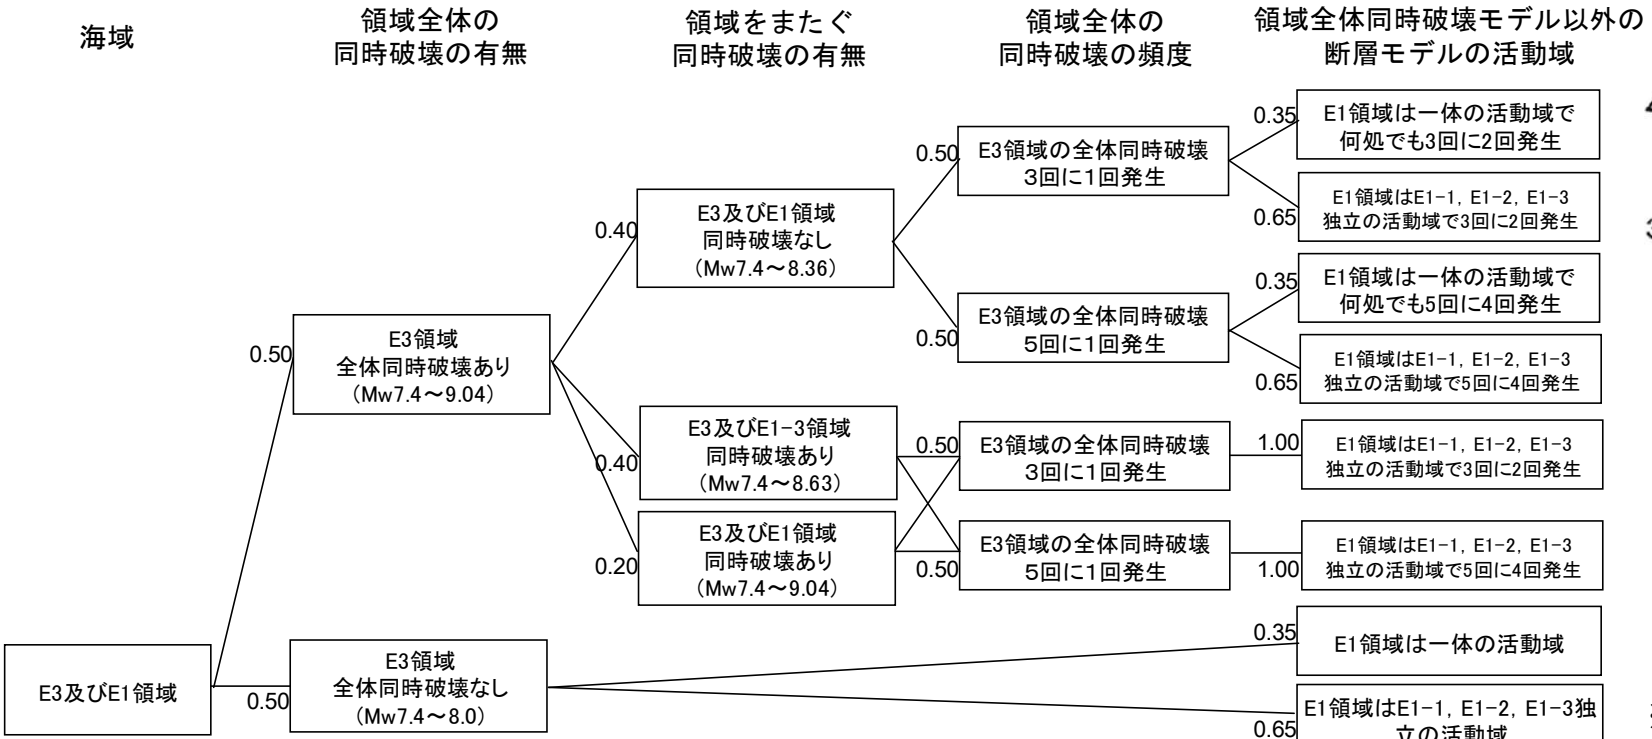 海域
領域全体の
同時破壊の有無
領域をまたぐ
同時破壊の有無
領域全体の
同時破壊の頻度
領域全体同時破壊モデル以外の
断層モデルの活動域
E3及びE1領域
0.50
E3領域
全体同時破壊あり
(Mw7.4～9.04)
0.50
E3領域
全体同時破壊なし
(Mw7.4～8.0)
0.40
E3及びE1領域
同時破壊なし
(Mw7.4～8.36)
0.40
E3及びE1-3領域
同時破壊あり
(Mw7.4～8.63)
0.20
E3及びE1領域
同時破壊あり
(Mw7.4～9.04)
0.50
E3領域の全体同時破壊
3回に1回発生
0.50
E3領域の全体同時破壊
5回に1回発生
0.50
E3領域の全体同時破壊
3回に1回発生
0.50
E3領域の全体同時破壊
5回に1回発生
0.35
E1領域は一体の活動域で
何処でも3回に2回発生
0.65
E1領域はE1-1, E1-2, E1-3
独立の活動域で3回に2回発生
0.35
E1領域は一体の活動域で
何処でも5回に4回発生
0.65
E1領域はE1-1, E1-2, E1-3
独立の活動域で5回に4回発生
1.00
E1領域はE1-1, E1-2, E1-3
独立の活動域で3回に2回発生
1.00
E1領域はE1-1, E1-2, E1-3
独立の活動域で5回に4回発生
0.35
E1領域は一体の活動域
0.65
E1領域はE1-1, E1-2, E1-3独
立の活動域